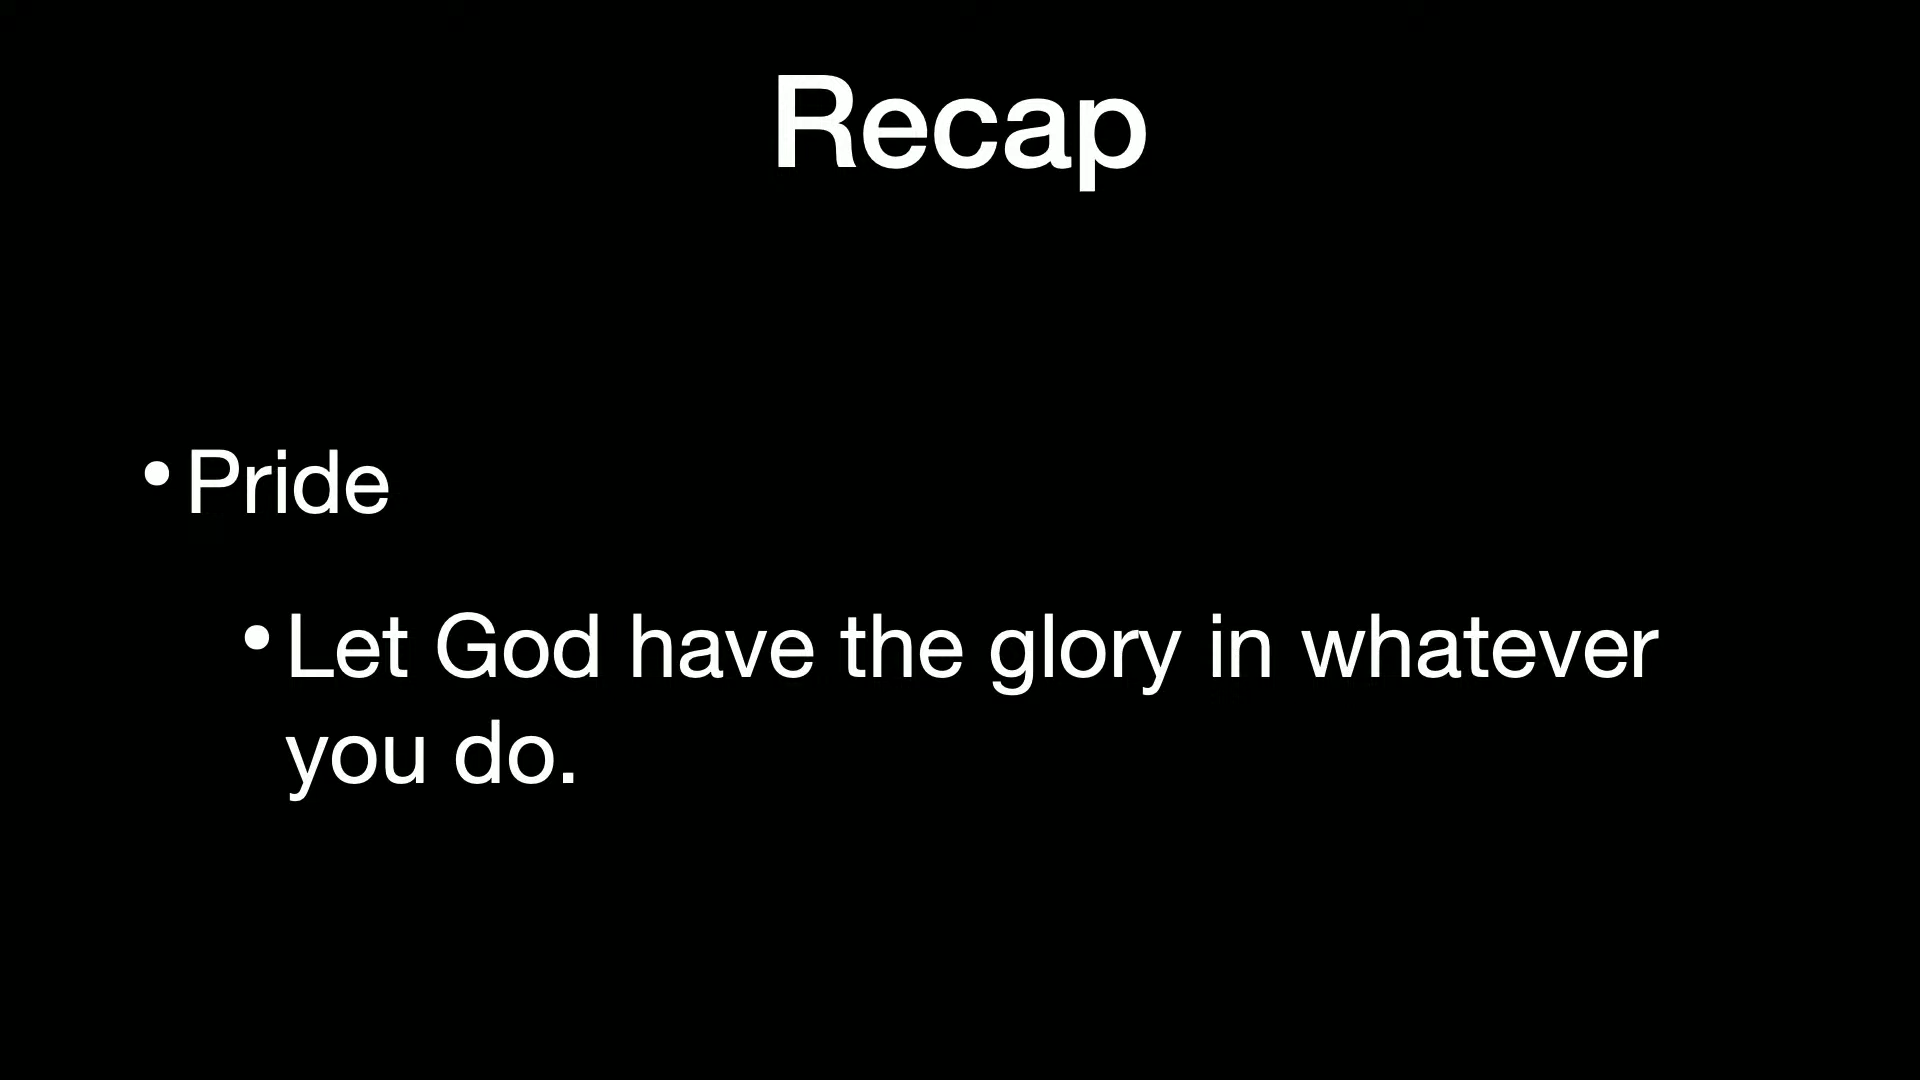 Recap
• Pride
• Let God have the glory in whatever
you do.